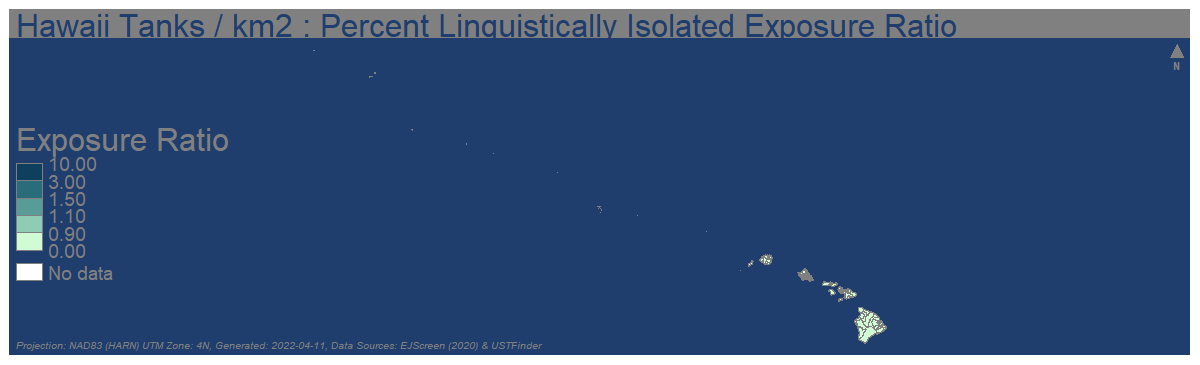 Hawaii Tanks / km2 : Percent Linguistically Isolated Exposure Ratio
N
Exposure Ratio
10.00
3.00
1.50
1.10
0.90
0.00
No data
Projection: NAD83 (HARN) UTM Zone: 4N, Generated: 2022-04-11, Data Sources: EJScreen (2020) & USTFinder